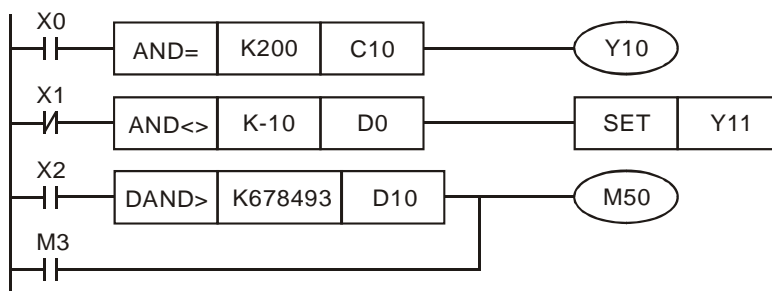 X0
AND= K200 C10 Y10
X1
AND<> K-10 D0 SET Y11
X2
DAND> K678493 D10 M50
M3